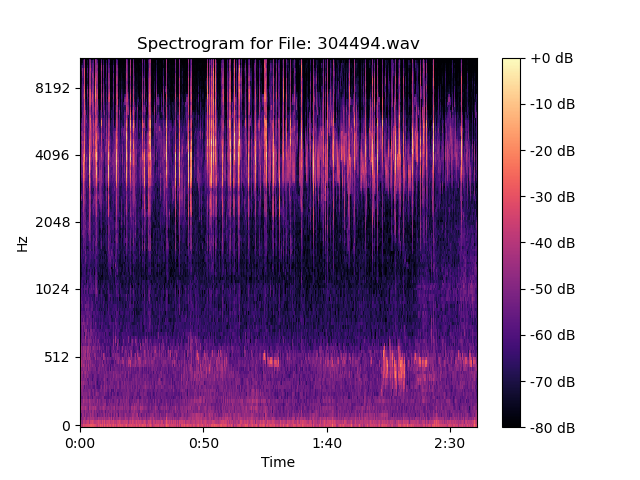 Spectrogram for File: 304494.wav
Hz
8192
4096
2048
1024
512
0
0:00
0:50
1:40
2:30
Time
+0 dB
-10 dB
-20 dB
-30 dB
-40 dB
-50 dB
-60 dB
-70 dB
-80 dB